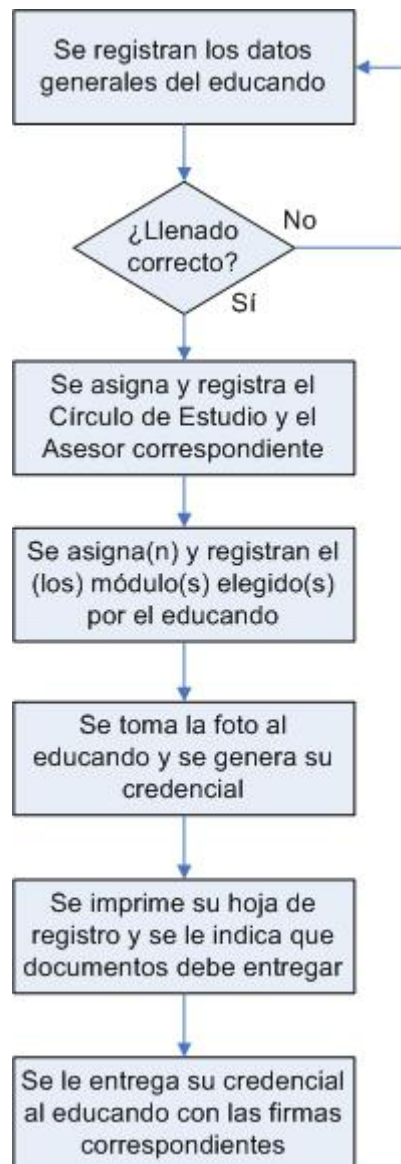 Se registran los datos
generales del educando
¿Llenado
correcto?
No
Sí
Se asigna y registra el
Círculo de Estudio y el
Asesor correspondiente
Se asigna(n) y registran el
(los) módulo(s) elegido(s)
por el educando
Se toma la foto al
educando y se genera su
credencial
Se imprime su hoja de
registro y se le indica que
documentos debe entregar
Se le entrega su credencial
al educando con las firmas
correspondientes